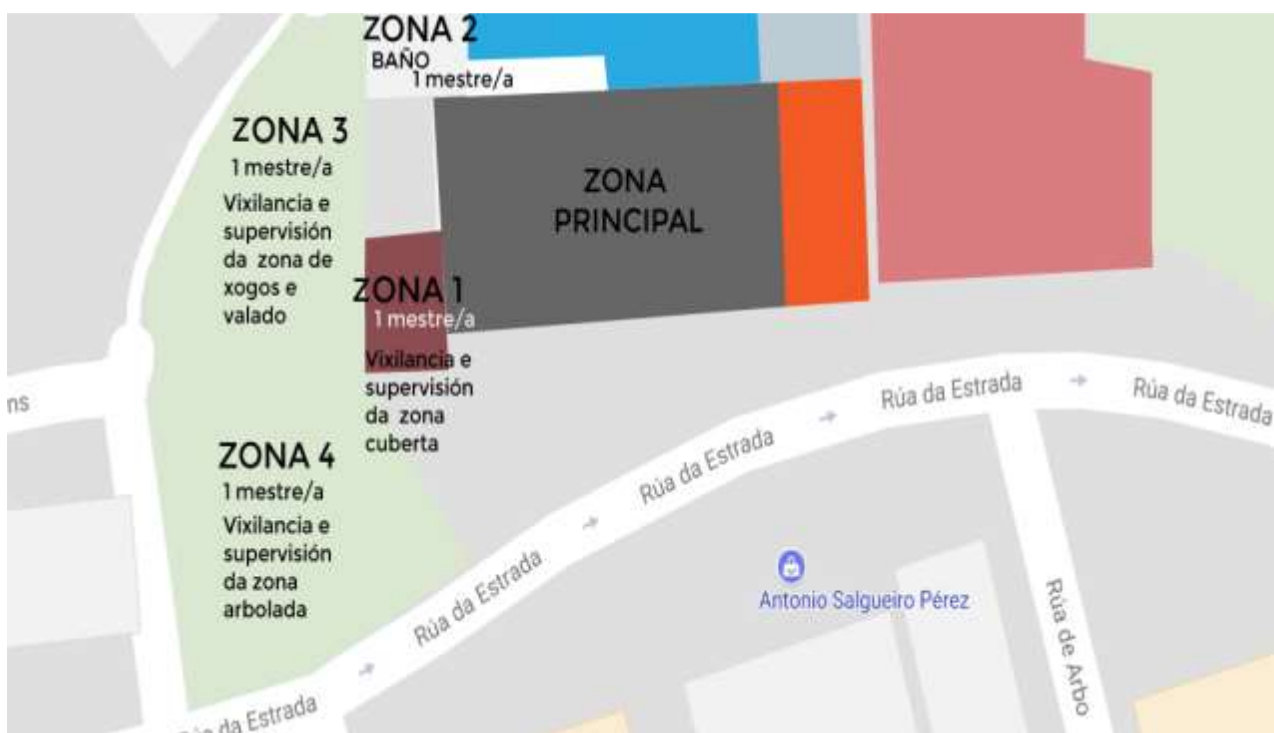 ZONA 2
BAÑO
1 mestre/a
ZONA 3
1 mestre/a
Vixilancia e
supervisión
da zona de
xogos e
valado
ZONA
PRINCIPAL
ZONA 1
1 mestre/a
Vixilancia e
supervisión
da zona
cuberta
ZONA 4
1 mestre/a
Vixilancia e
supervisión
da zona
arbolada
ns
Rúa da Estrada
Rúa da Estrada
Rúa da Estrada
Rúa da Estrada
Rúa da Estrada
Antonio Salgueiro Pérez
Rúa de Arbo